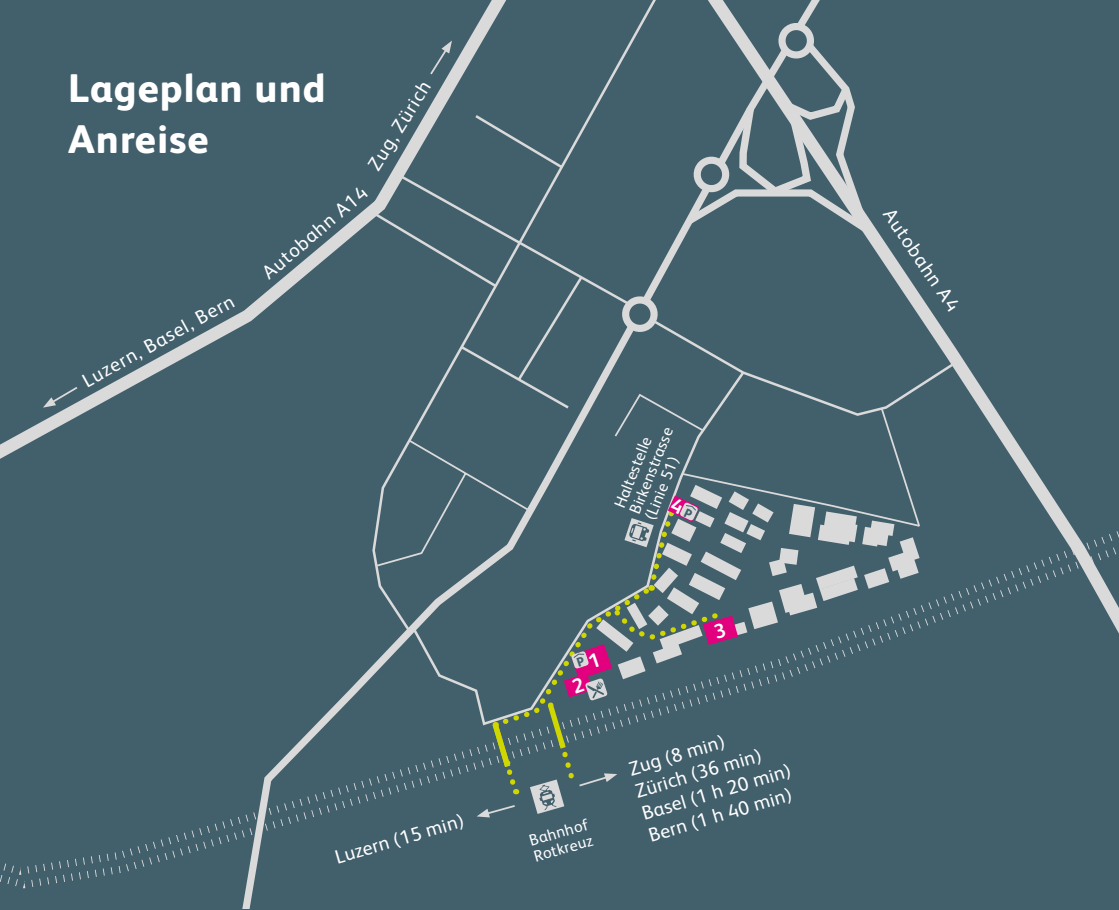 Lageplan und
Anreise
Zug, Zürich
Autobahn A14
Luzern, Basel, Bern
Autobahn A4
Haltestelle
Birkenstrasse
(Linie 51)
4 P
3
P 1
2
Zug (8 min)
Zürich (36 min)
Basel (1 h 20 min)
Bern (1 h 40 min)
Luzern (15 min)
Bahnhof
Rotkreuz